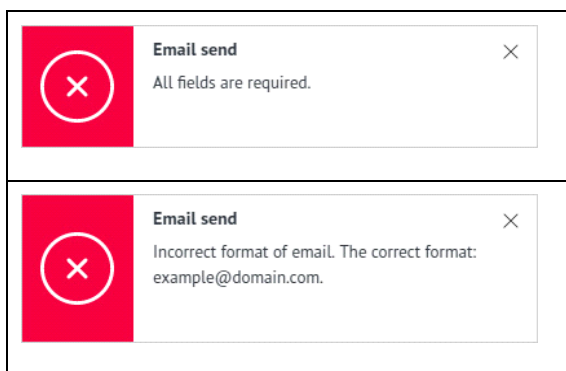 Email send
All fields are required.
Email send
Incorrect format of email. The correct format:
example@domain.com.